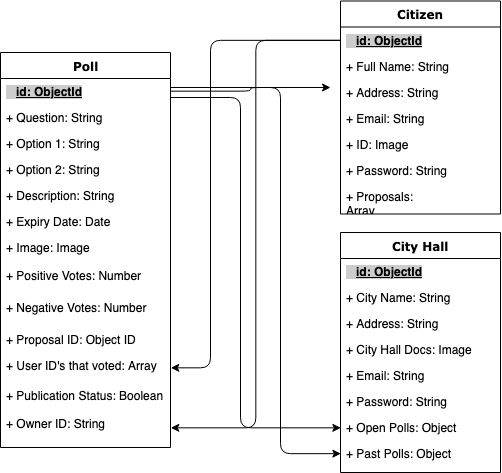 Poll
id: ObjectId
+ Question: String
+ Option 1: String
+ Option 2: String
+ Description: String
+ Expiry Date: Date
+ Image: Image
+ Positive Votes: Number
+ Negative Votes: Number
+ Proposal ID: Object ID
+ User ID's that voted: Array
+ Publication Status: Boolean
+ Owner ID: String
Citizen
id: ObjectId
+ Full Name: String
+ Address: String
+ Email: String
+ ID: Image
+ Password: String
+ Proposals:
Array
City Hall
id: ObjectId
+ City Name: String
+ Address: String
+ City Hall Docs: Image
+ Email: String
+ Password: String
+ Open Polls: Object
+ Past Polls: Object